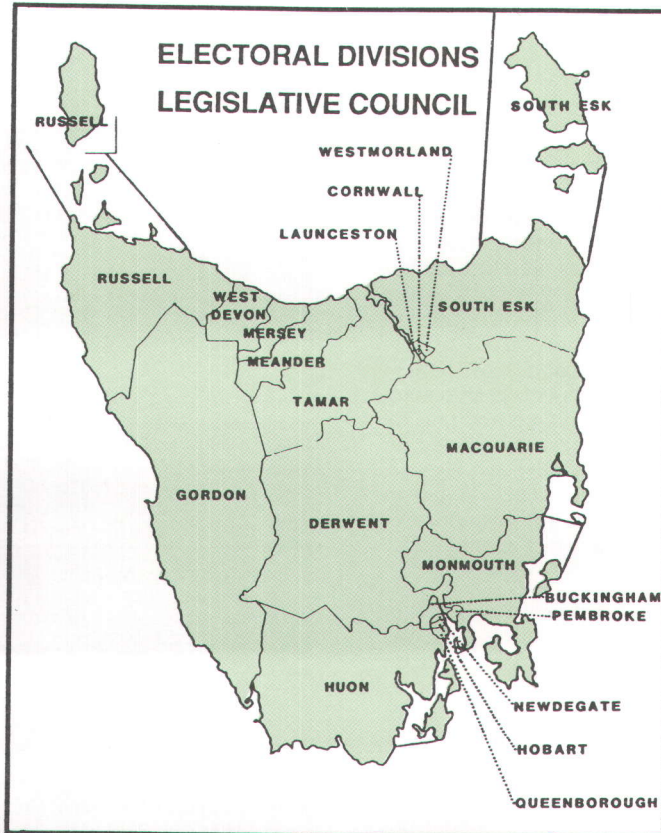 ELECTORAL DIVISIONS
LEGISLATIVE COUNCIL
RUSSELL
SOUTH ESK
WESTMORLAND
CORNWALL
LAUNCESTON
RUSSELL
WEST
DEVON
MERSEY
MEANDER
SOUTH ESK
TAMAR
MACQUARIE
GORDON
DERWENT
MONMOUTH
BUCKINGHAM
PEMBROKE
HUON
NEWDEGATE
HOBART
QUEENBOROUGH